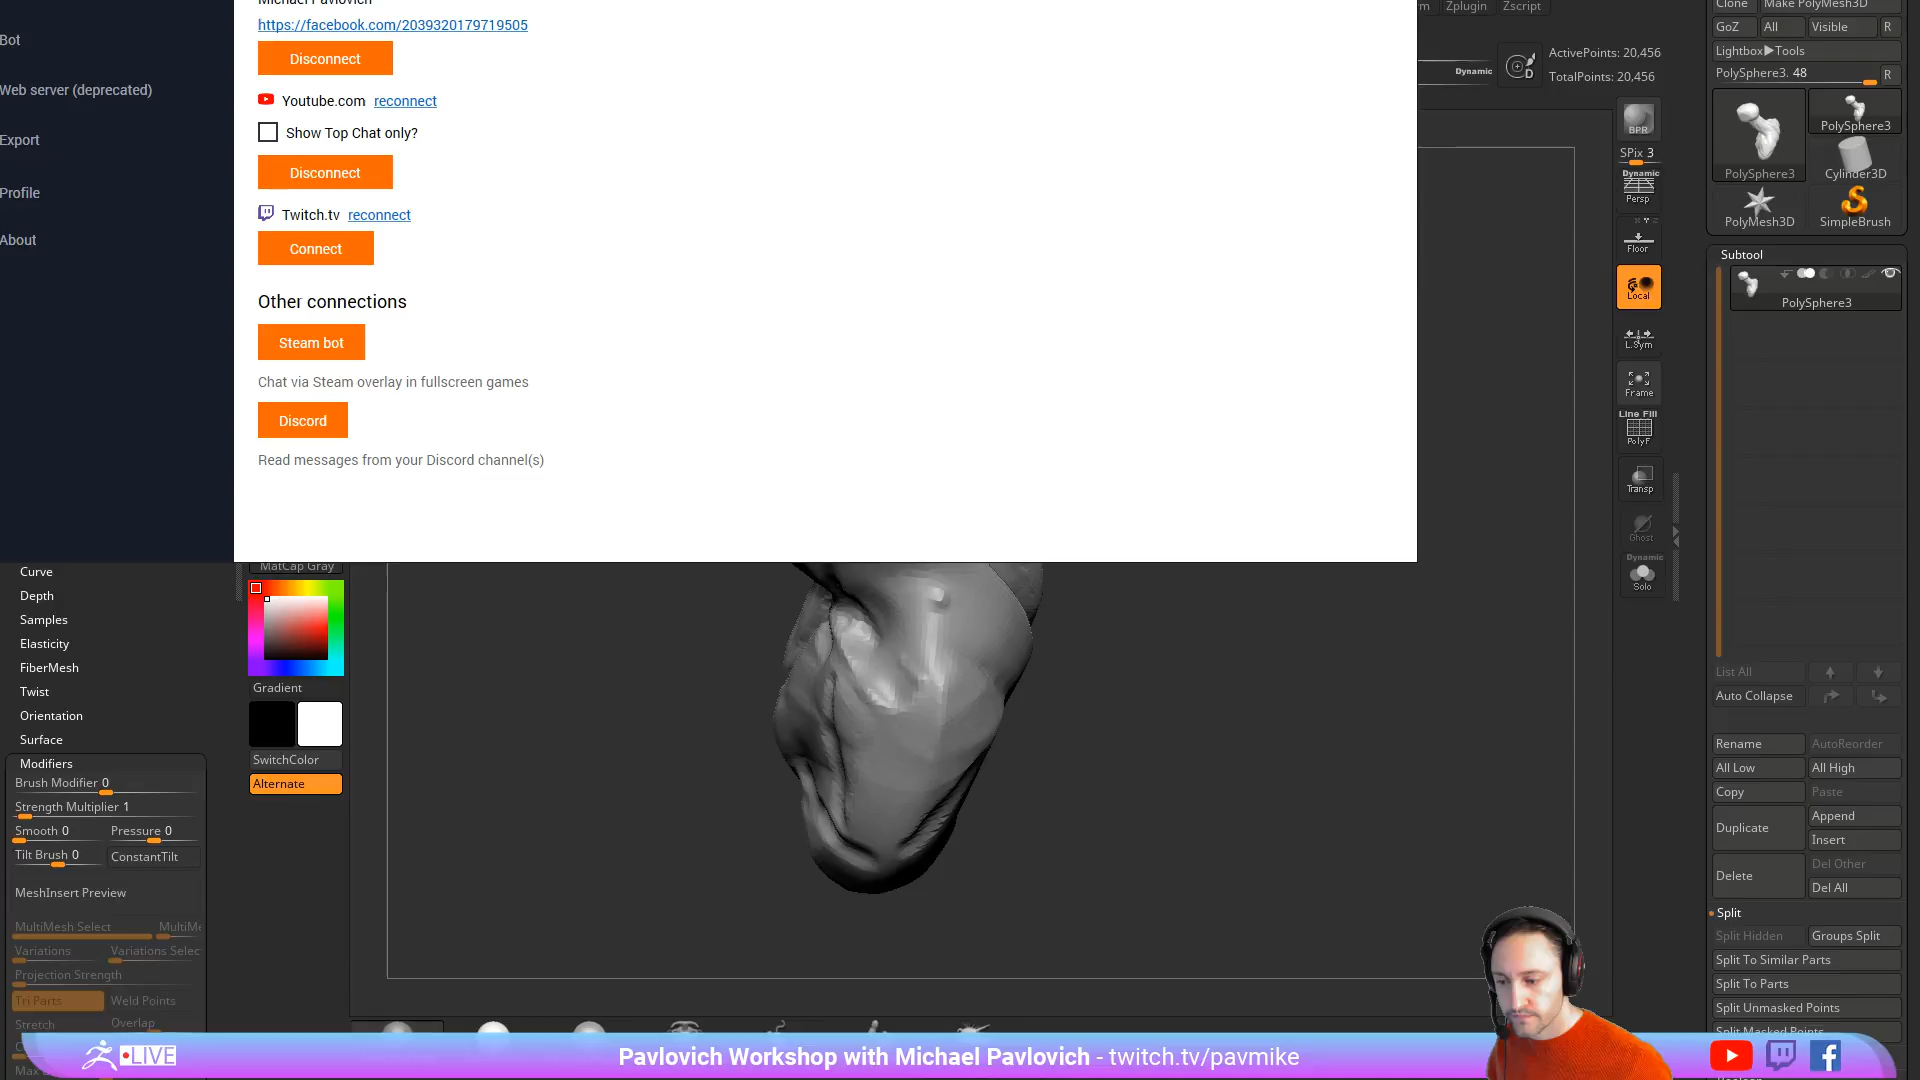 https://facebook.com/2039320179719505
Disconnect
Youtube.com reconnect
Show Top Chat only?
Disconnect
Twitch.tv reconnect
Connect
Other connections
Steam bot
Chat via Steam overlay in fullscreen games
Discord
Read messages from your Discord channel(s)
Bot
Web server (deprecated)
Export
Profile
About
Zplugin Zscript
Dynamic
ActivePoints: 20,456
TotalPoints: 20,456
Clone Make PolyMesh3D
GoZ All Visible R
Lightbox▶Tools
PolySphere3. 48 R
PolySphere3
PolySphere3
Cylinder3D
PolyMesh3D
SimpleBrush
BPR
SPix 3
Dynamic
Persp
Floor
Local
L.Sym
Frame
Line Fill
PolyF
Transp
Ghost
Dynamic
Solo
Subtool
PolySphere3
List All
Auto Collapse
Rename AutoReorder
All Low All High
Copy Paste
Duplicate Append
Insert
Delete Del Other
Del All
Split
Split Hidden Groups Split
Split To Similar Parts
Split To Parts
Split Unmasked Points
Split Masked Points
Curve
Depth
Samples
Elasticity
FiberMesh
Twist
Orientation
Surface
Modifiers
Brush Modifier 0
Strength Multiplier 1
Smooth 0 Pressure 0
Tilt Brush 0 ConstantTilt
MeshInsert Preview
MultiMesh Select MultiMe
Variations Variations Selec
Projection Strength
Tri Parts Weld Points
Stretch Overlap
MatCap Gray
Gradient
SwitchColor
Alternate
LIVE
Pavlovich Workshop with Michael Pavlovich - twitch.tv/pavmike